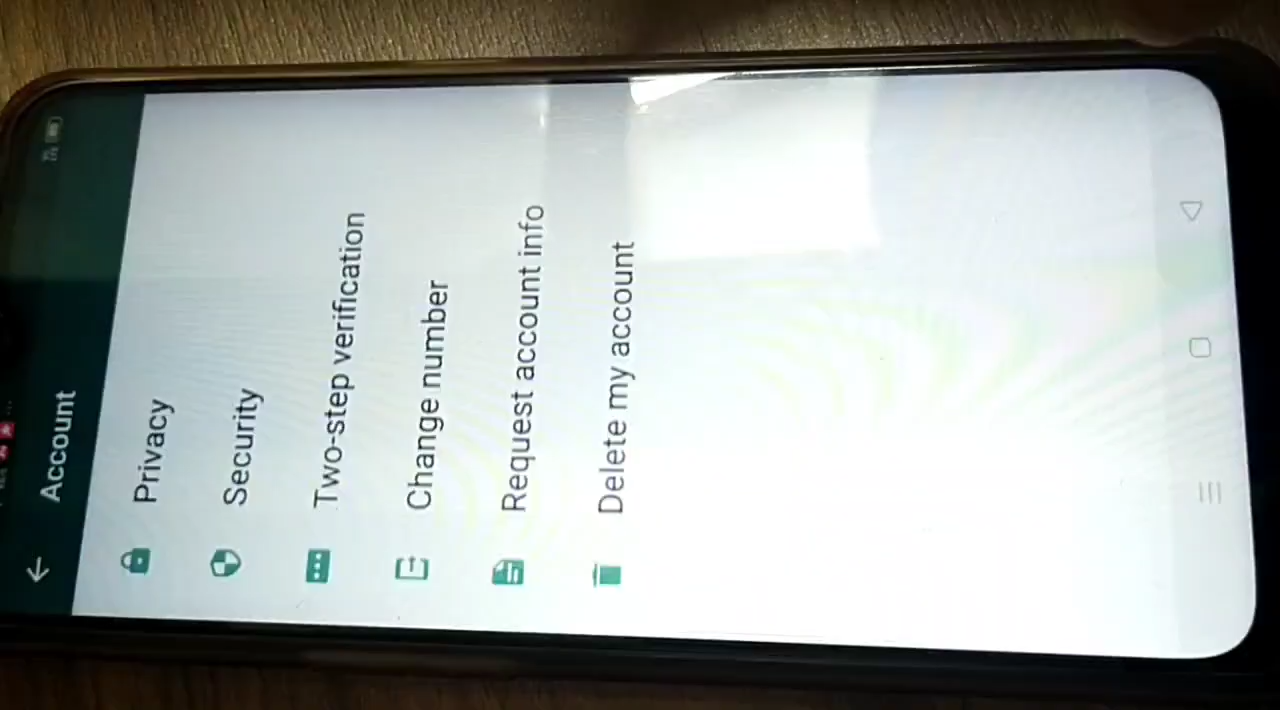 Account
Privacy
Security
Two-step verification
Change number
Request account info
Delete my account